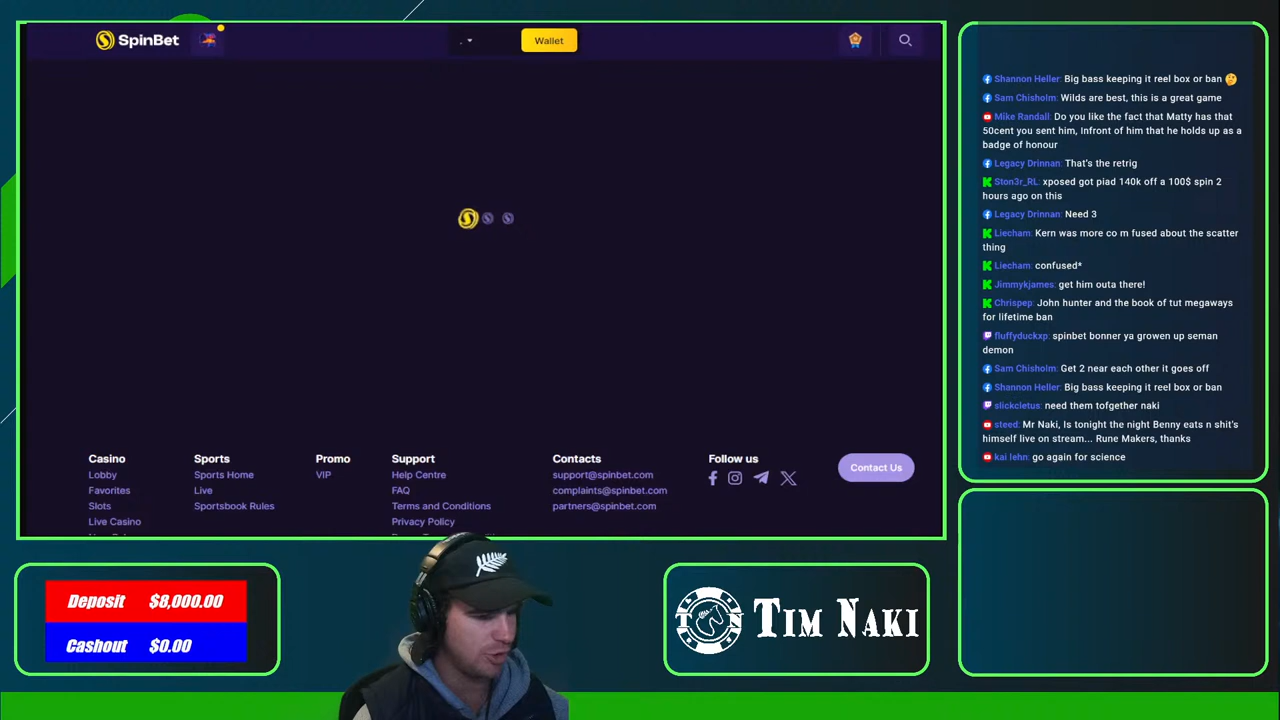 SpinBet
Wallet
Casino
Lobby
Favorites
Slots
Live Casino
Sports
Sports Home
Live
Sportsbook Rules
Promo
VIP
Support
Help Centre
FAQ
Terms and Conditions
Privacy Policy
Contacts
support@spinbet.com
complaints@spinbet.com
partners@spinbet.com
Follow us
Contact Us
Shannon Heller: Big bass keeping it reel box or ban 🤔
Sam Chisholm: Wilds are best, this is a great game
Mike Randall: Do you like the fact that Matty has that
50cent you sent him, Infront of him that he holds up as a
badge of honour
Legacy Drinnan: That's the retrig
Ston3r_RL: xposed got piad 140k off a 100$ spin 2
hours ago on this
Legacy Drinnan: Need 3
Liecham: Kern was more co m fused about the scatter
thing
Liecham: confused*
Jimmykjames: get him outa there!
Chrispep: John hunter and the book of tut megaways
for lifetime ban
fluffyduckxp: spinbet bonner ya growen up seman
demon
Sam Chisholm: Get 2 near each other it goes off
Shannon Heller: Big bass keeping it reel box or ban
slickcletus: need them tofgether naki
steed: Mr Naki, Is tonight the night Benny eats n shit's
himself live on stream... Rune Makers, thanks
kai lehn: go again for science
Deposit $8,000.00
Cashout $0.00
T N
TIM NAKI